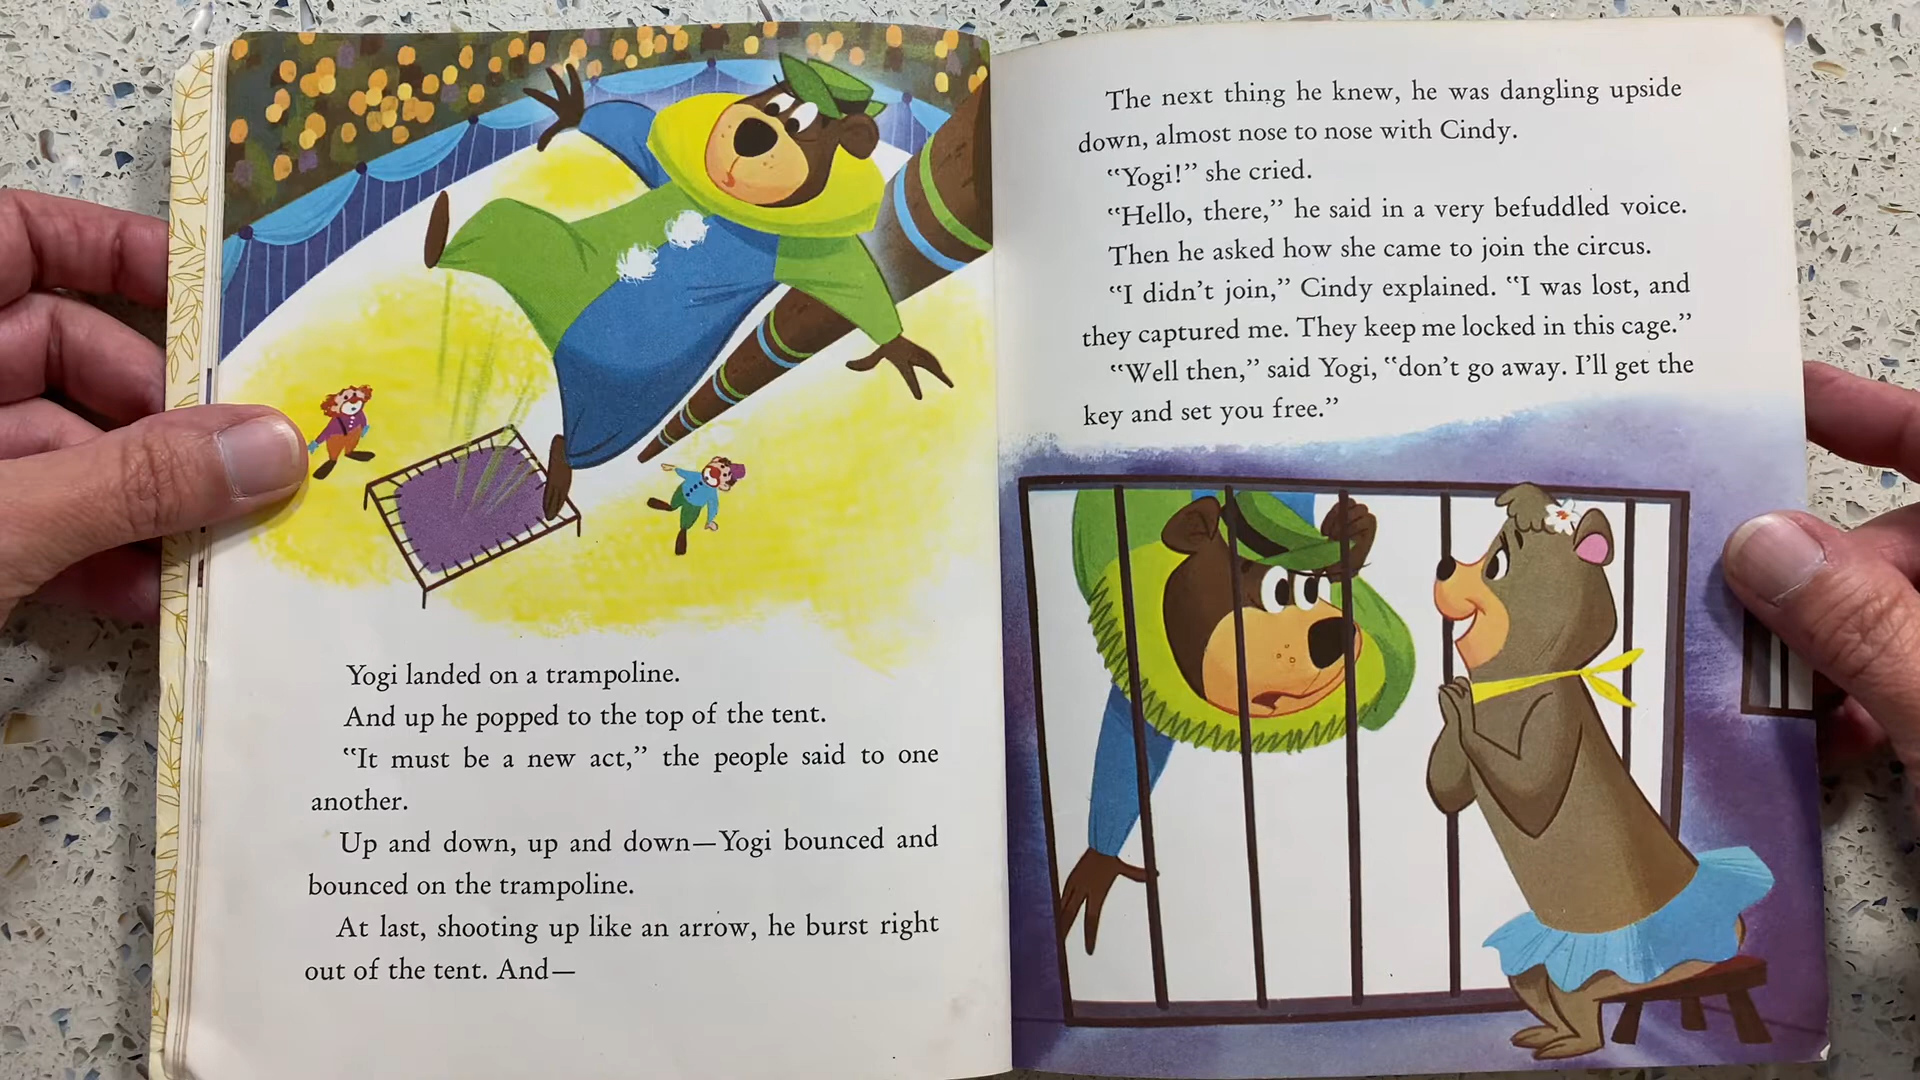 Yogi landed on a trampoline.
And up he popped to the top of the tent.
“It must be a new act,” the people said to one
another.
Up and down, up and down—Yogi bounced and
bounced on the trampoline.
At last, shooting up like an arrow, he burst right
out of the tent. And—
The next thing he knew, he was dangling upside
down, almost nose to nose with Cindy.
“Yogi!” she cried.
“Hello, there,” he said in a very befuddled voice.
Then he asked how she came to join the circus.
“I didn’t join,” Cindy explained. “I was lost, and
they captured me. They keep me locked in this cage.”
“Well then,” said Yogi, “don’t go away. I’ll get the
key and set you free.”